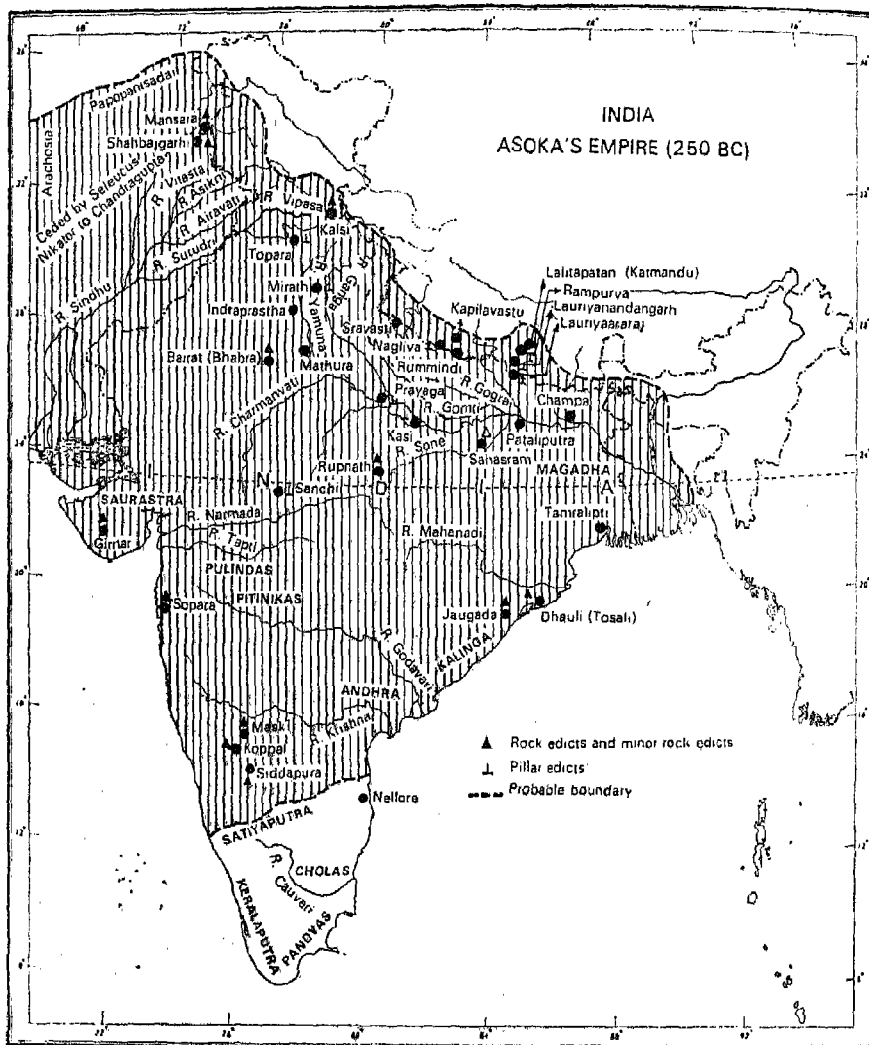 INDIA
ASOKA'S EMPIRE (250 BC)
Mansara
Shahbajgarhi
Arachosia
Ceded by Seleucus
Nikator to Chandragupta
R. Vitasta
R. Asikni
R. Airavati
R. Sutudri
R. Vipasa
R. Sindhu
Kalsi
Topara
Mirath
Indraprastha
Bairat (Bhabra)
Mathura
R. Yamuna
R. Ganga
Lalitapatan (Katmandu)
Rampurya
Lauriyanandangarh
Lauriyaararaj
Kapilavastu
Sravasti
Nagliva
Rummindi
R. Gogra
R. Gomti
R. Charmanvati
Prayaga
Kasi
R. Sone
Champa
Pataliputra
Sahasram
MAGADHA
Rupnath
Sanchi
I N D I A
SAURASTRA
Girnar
R. Narmada
R. Tapti
R. Mahanadi
Tamralipti
PULINDAS
PITINIKAS
Sopara
Jaugada
Dhauli (Tosali)
KALINGA
R. Godavari
ANDHRA
R. Krishna
Maski
Koppal
Siddapura
Rock edicts and minor rock edicts
Pillar edicts
Probable boundary
Nellore
SATIYAPUTRA
CHOLAS
R. Cauvari
KERALAPUTRA
PANDYAS